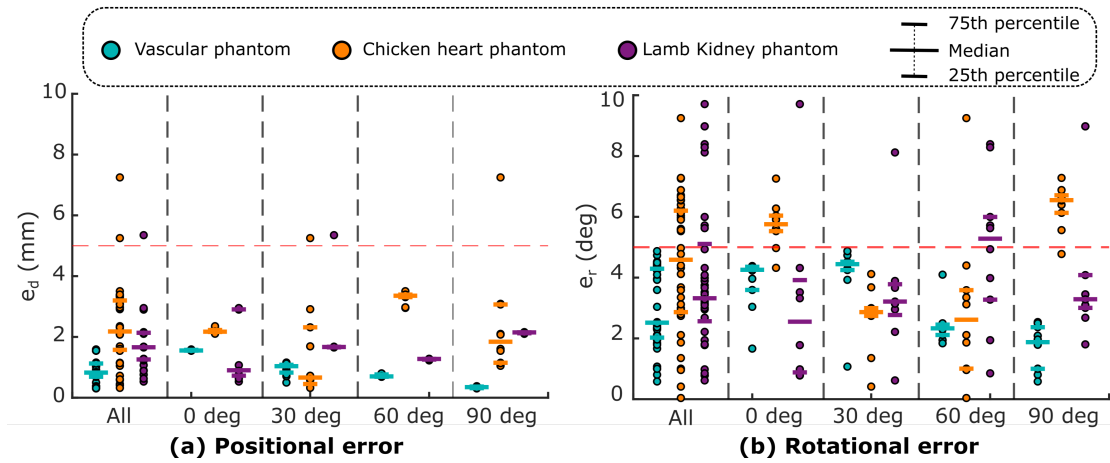 75th percentile
Vascular phantom
Chicken heart phantom
Lamb Kidney phantom
Median
25th percentile
10
8
6
4
2
0
e_d (mm)
All
0 deg
30 deg
60 deg
90 deg
(a) Positional error
10
8
6
4
2
0
e_r (deg)
All
0 deg
30 deg
60 deg
90 deg
(b) Rotational error